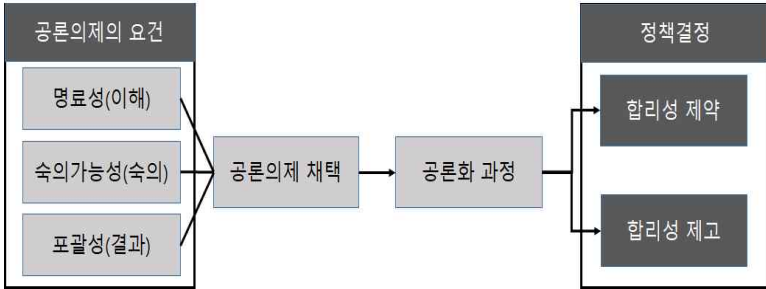 공론의제의 요건
명료성(이해)
숙의가능성(숙의)
포괄성(결과)
공론의제 채택
공론화 과정
정책결정
합리성 제약
합리성 제고